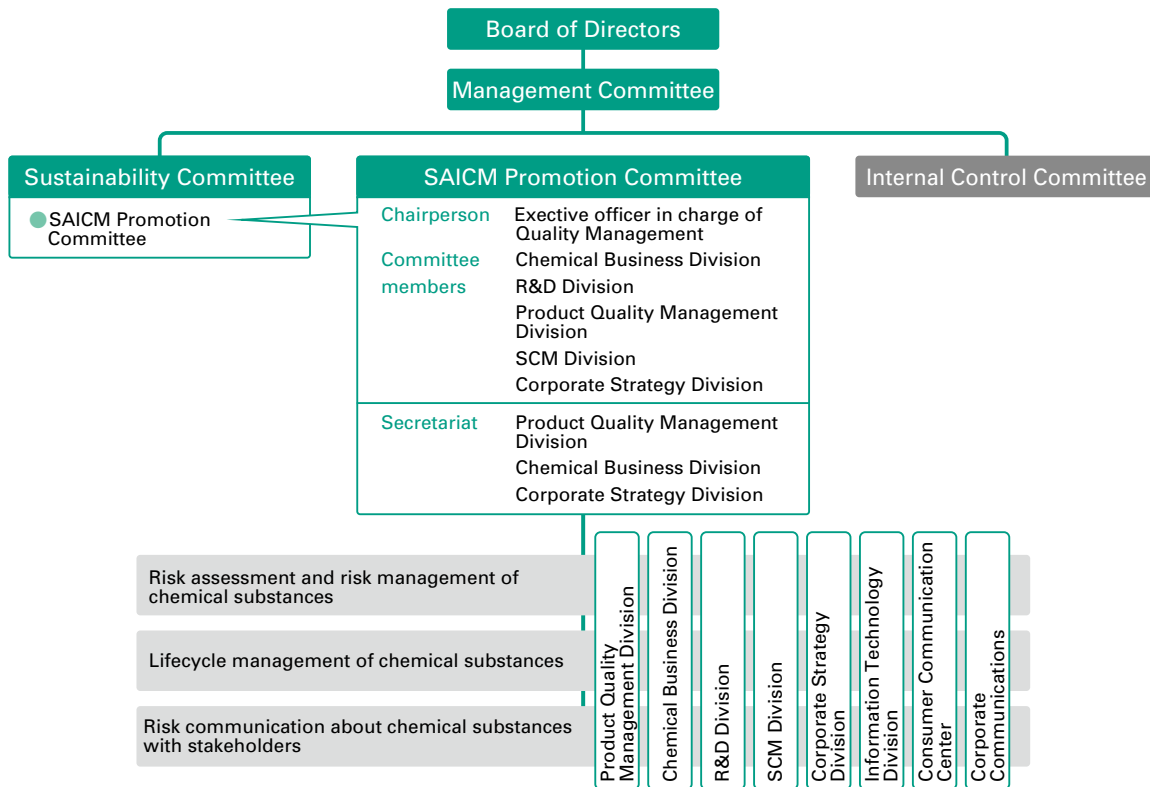 Board of Directors
Management Committee
Sustainability Committee
SAICM Promotion
Committee
SAICM Promotion Committee
Chairperson
Exective officer in charge of
Quality Management
Committee
members
Chemical Business Division
R&D Division
Product Quality Management
Division
SCM Division
Corporate Strategy Division
Secretariat
Product Quality Management
Division
Chemical Business Division
Corporate Strategy Division
Internal Control Committee
Risk assessment and risk management of
chemical substances
Lifecycle management of chemical substances
Risk communication about chemical substances
with stakeholders
Product Quality
Management Division
Chemical Business Division
R&D Division
SCM Division
Corporate Strategy
Division
Information Technology
Division
Consumer Communication
Center
Corporate
Communications